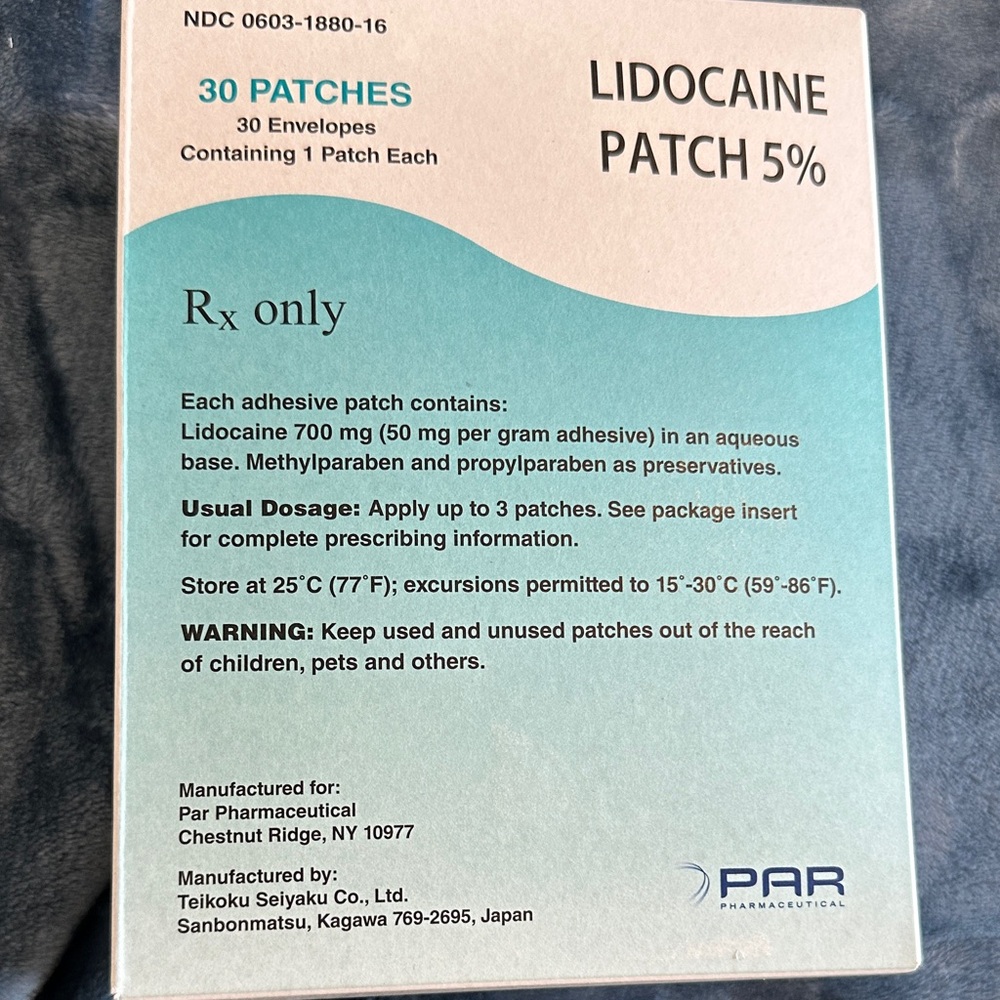 NDC 0603-1880-16
30 PATCHES
30 Envelopes
Containing 1 Patch Each
LIDOCAINE
PATCH 5%
Rx only
Each adhesive patch contains:
Lidocaine 700 mg (50 mg per gram adhesive) in an aqueous
base. Methylparaben and propylparaben as preservatives.
Usual Dosage: Apply up to 3 patches. See package insert
for complete prescribing information.
Store at 25˚C (77˚F); excursions permitted to 15˚-30˚C (59˚-86˚F).
WARNING: Keep used and unused patches out of the reach
of children, pets and others.
Manufactured for:
Par Pharmaceutical
Chestnut Ridge, NY 10977
Manufactured by:
Teikoku Seiyaku Co., Ltd.
Sanbonmatsu, Kagawa 769-2695, Japan
PAR
PHARMACEUTICAL